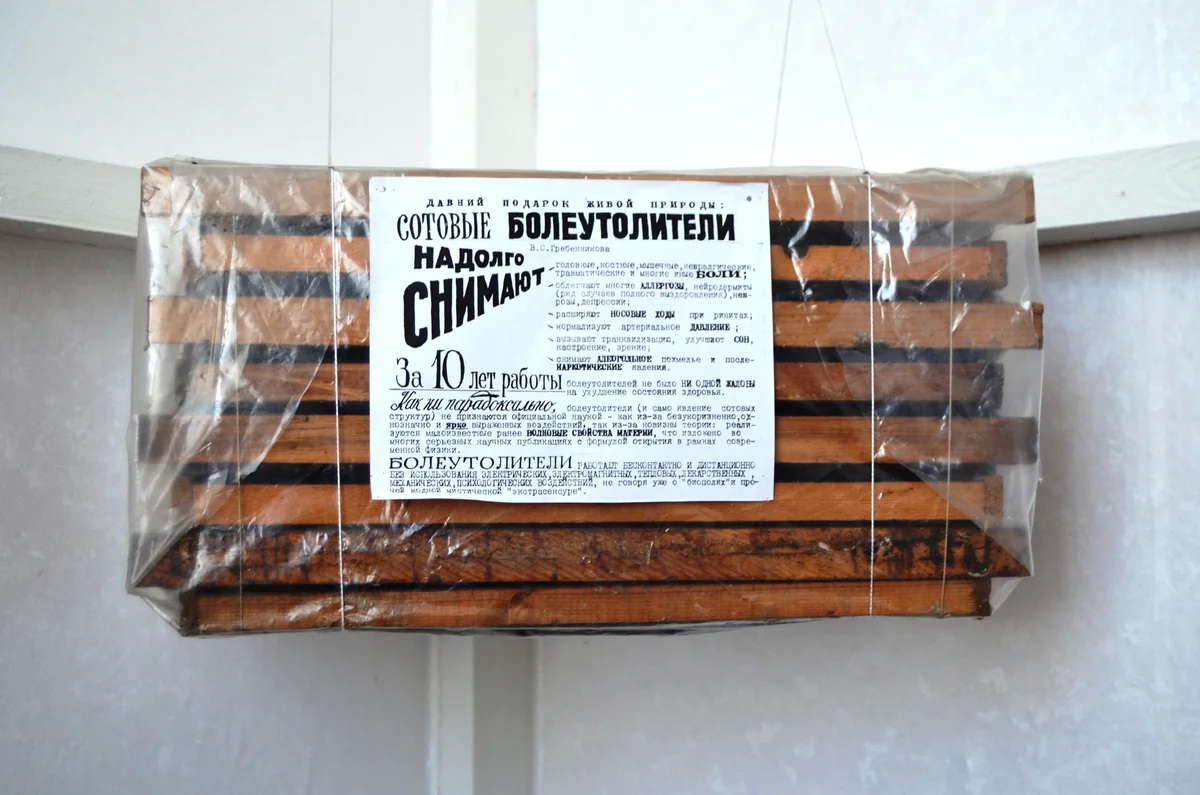 ДАВНИЙ ПОДАРОК ЖИВОЙ ПРИРОДЫ:
СОТОВЫЕ БОЛЕУТОЛИТЕЛИ
В.С.Гребенникова
НАДОЛГО
СНИМАЮТ
головные,костные,мышечные,невралгические,
травматические и многие иные БОЛИ;
облегчают многие АЛЛЕРГОЗЫ, нейродермиты
(ряд случаев полного выздоровления),нев-
розы,депрессии;
расширяют НОСОВЫЕ ХОДЫ при ринитах;
нормализуют артериальное ДАВЛЕНИЕ;
вызывают транквилизацию, улучшают СОН,
настроение, зрение;
снимают АЛКОГОЛЬНОЕ похмелье и после-
НАРКОТИЧЕСКИЕ явления.
За 10 лет работы болеутолителей не было НИ ОДНОЙ ЖАЛОБЫ
на ухудшение состояния здоровья.
Как ни парадоксально, болеутолители (и само явление сотовых
структур) не признаются официальной наукой - как из-за безукоризненно,од-
нозначно и ярко выраженных воздействий, так из-за новизны теории: реали-
зуются малоизвестные ранее ВОЛНОВЫЕ СВОЙСТВА МАТЕРИИ, что изложено во
многих серьезных научных публикациях с формулой открытия в рамках совре-
менной физики.
БОЛЕУТОЛИТЕЛИ РАБОТАЮТ БЕСКОНТАКТНО И ДИСТАНЦИОННО
БЕЗ ИСПОЛЬЗОВАНИЯ ЭЛЕКТРИЧЕСКИХ,ЭЛЕКТРОМАГНИТНЫХ,ТЕПЛОВЫХ,ЛЕКАРСТВЕННЫХ,
МЕХАНИЧЕСКИХ,ПСИХОЛОГИЧЕСКИХ ВОЗДЕЙСТВИЙ, не говоря уже о "биополях"и про-
чей модной мистической "экстрасенсуре".